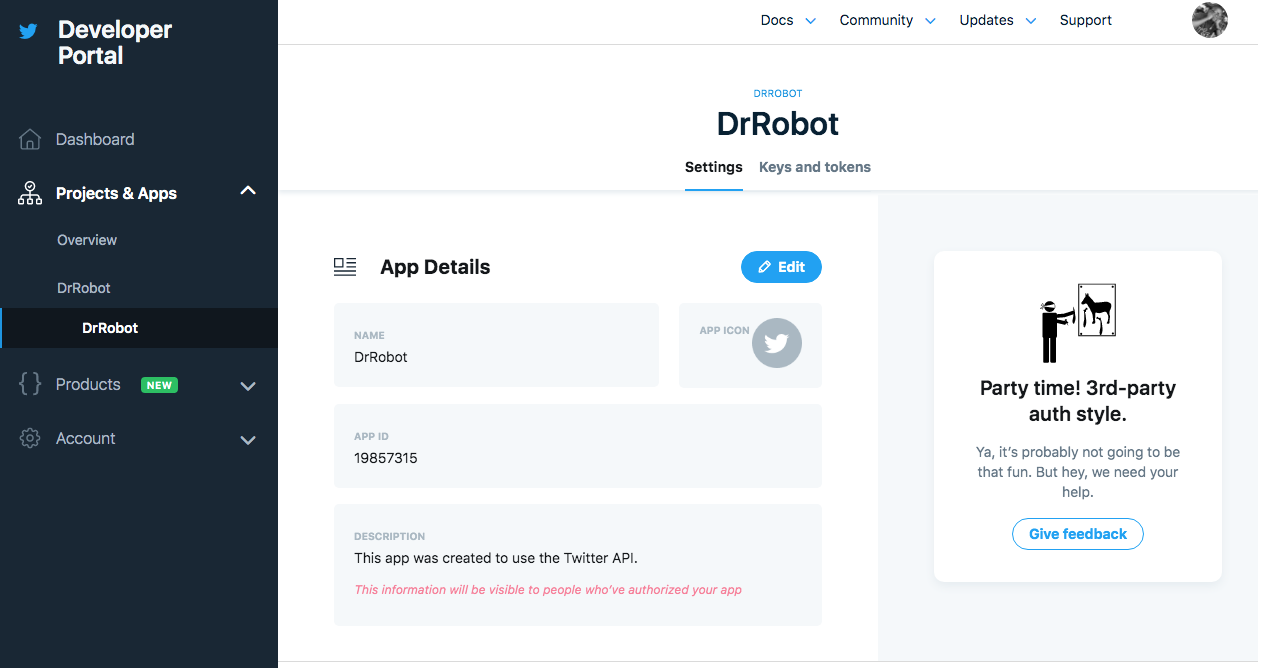 Developer
Portal
Docs
Community
Updates
Support
Dashboard
Projects & Apps
Overview
DrRobot
DrRobot
Products NEW
Account
DRROBOT
DrRobot
Settings
Keys and tokens
App Details
Edit
NAME
DrRobot
APP ICON
APP ID
19857315
DESCRIPTION
This app was created to use the Twitter API.
This information will be visible to people who've authorized your app
Party time! 3rd-party
auth style.
Ya, it's probably not going to be
that fun. But hey, we need your
help.
Give feedback